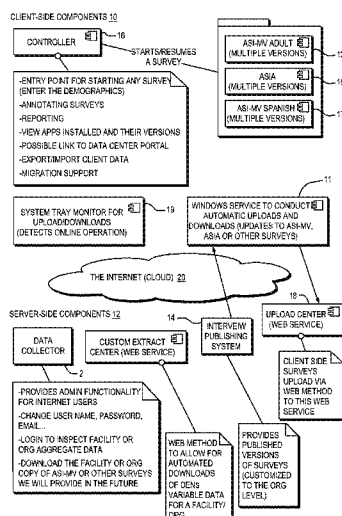 CLIENT-SIDE COMPONENTS 10
CONTROLLER
16
STARTS/RESUMES
A SURVEY
ASI-MV ADULT
(MULTIPLE VERSIONS)
ASIA
(MULTIPLE VERSIONS)
ASI-MV SPANISH
(MULTIPLE VERSIONS)
17
-ENTRY POINT FOR STARTING ANY SURVEY
(ENTER THE DEMOGRAPHICS)
-ANNOTATING SURVEYS
-REPORTING
-VIEW APPS INSTALLED AND THEIR VERSIONS
-POSSIBLE LINK TO DATA CENTER PORTAL
-EXPORT/IMPORT CLIENT DATA
-MIGRATION SUPPORT
11
SYSTEM TRAY MONITOR FOR
UPLOAD/DOWNLOADS
(DETECTS ONLINE OPERATION)
19
WINDOWS SERVICE TO CONDUCT
AUTOMATIC UPLOADS AND
DOWNLOADS (UPDATES TO ASI-MV,
ASIA OR OTHER SURVEYS)
THE INTERNET (CLOUD) 20
SERVER-SIDE COMPONENTS 12
14
18
DATA
COLLECTOR
2
CUSTOM EXTRACT
CENTER (WEB SERVICE)
INTERVIEW
PUBLISHING
SYSTEM
UPLOAD CENTER
(WEB SERVICE)
CLIENT SIDE
SURVEYS
UPLOAD VIA
WEB METHOD
TO THIS WEB
SERVICE
-PROVIDES ADMIN FUNCTIONALITY
FOR INTERNET USERS
-CHANGE USER NAME, PASSWORD,
EMAIL...
-LOGIN TO INSPECT FACILITY OR
ORG AGGREGATE DATA
-DOWNLOAD THE FACILITY OR ORG
COPY OF ASI-MV OR OTHER SURVEYS
WE WILL PROVIDE IN THE FUTURE
WEB METHOD
TO ALLOW FOR
AUTOMATED
DOWNLOADS
OF DENS
VARIABLE DATA
FOR A
FACILITY/
ORG
PROVIDES
PUBLISHED
VERSIONS
OF SURVEYS
(CUSTOMIZED
TO THE ORG
LEVEL)